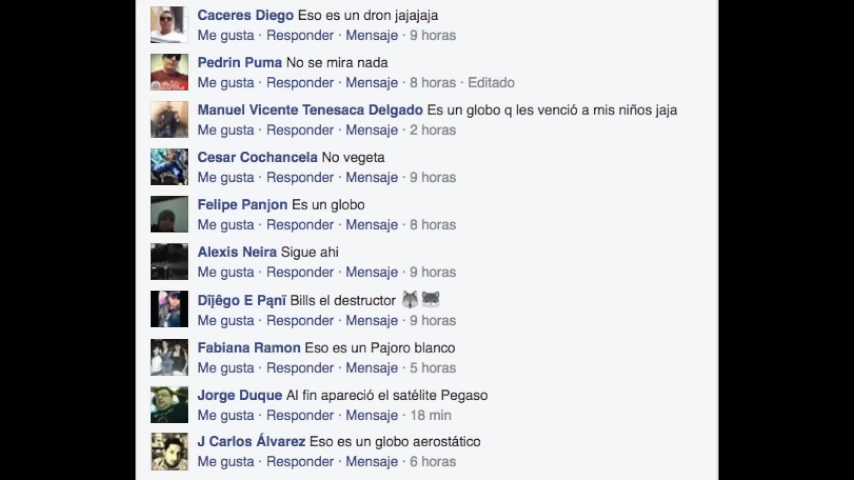 Caceres Diego Eso es un dron jajajaja
Me gusta · Responder · Mensaje · 9 horas
Pedrin Puma No se mira nada
Me gusta · Responder · Mensaje · 8 horas · Editado
Manuel Vicente Tenesaca Delgado Es un globo q les venció a mis niños jaja
Me gusta · Responder · Mensaje · 2 horas
Cesar Cochancela No vegeta
Me gusta · Responder · Mensaje · 9 horas
Felipe Panjon Es un globo
Me gusta · Responder · Mensaje · 8 horas
Alexis Neira Sigue ahi
Me gusta · Responder · Mensaje · 9 horas
Dîjêgo E Pąnï Bills el destructor
Me gusta · Responder · Mensaje · 9 horas
Fabiana Ramon Eso es un Pajoro blanco
Me gusta · Responder · Mensaje · 5 horas
Jorge Duque Al fin apareció el satélite Pegaso
Me gusta · Responder · Mensaje · 18 min
J Carlos Álvarez Eso es un globo aerostático
Me gusta · Responder · Mensaje · 6 horas